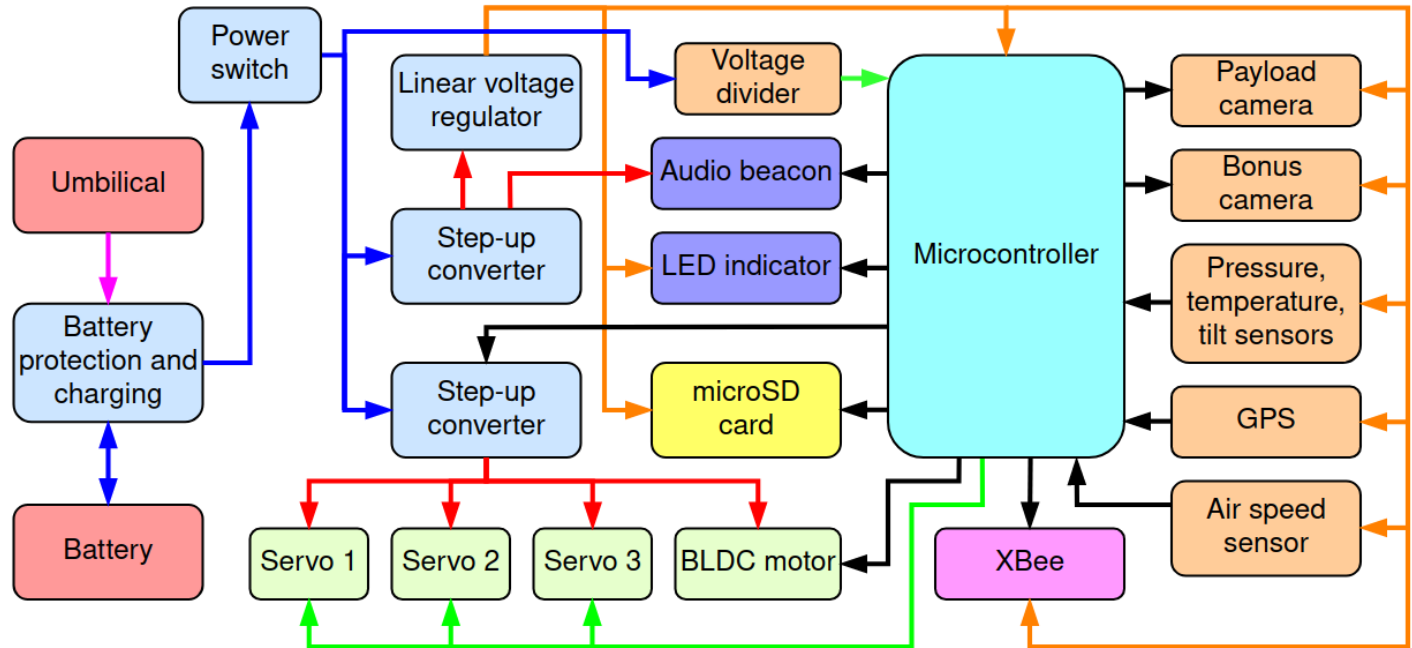 Power
switch
Linear voltage
regulator
Voltage
divider
Payload
camera
Umbilical
Audio beacon
Bonus
camera
Step-up
converter
LED indicator
Microcontroller
Pressure,
temperature,
tilt sensors
Battery
protection and
charging
Step-up
converter
microSD
card
GPS
Air speed
sensor
Battery
Servo 1
Servo 2
Servo 3
BLDC motor
XBee